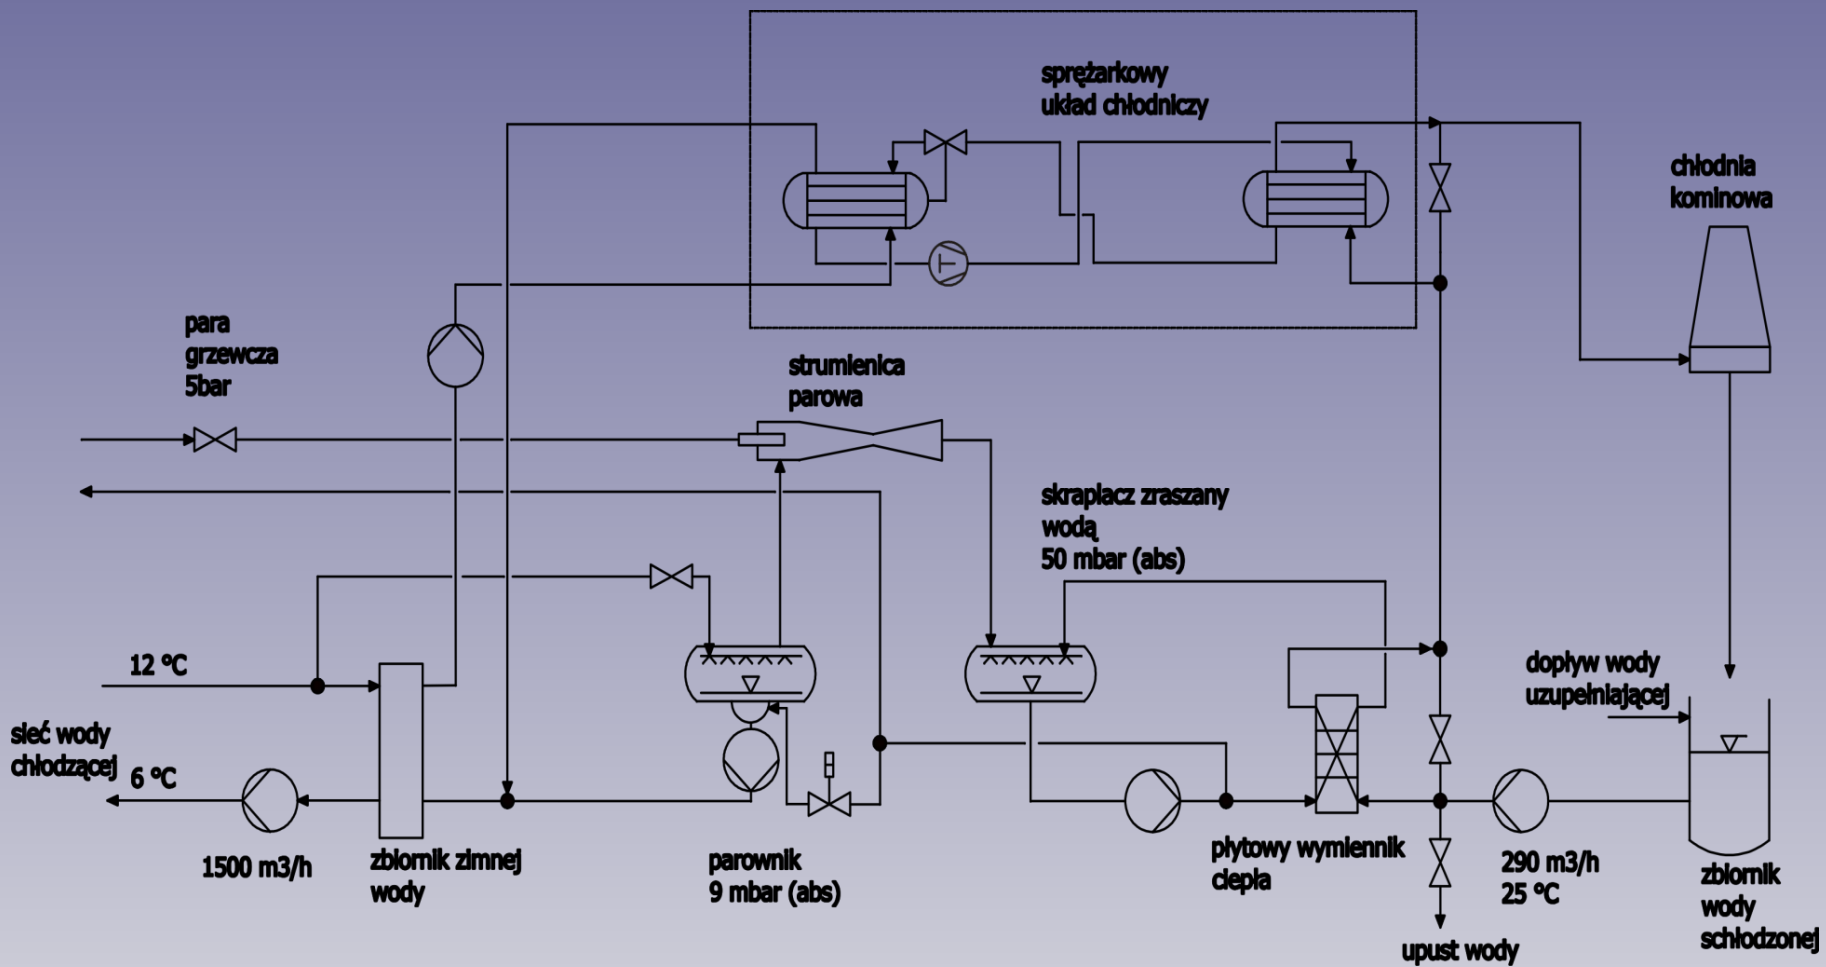 sprężarkowy
układ chłodniczy
chłodnia
kominowa
para
grzewcza
5bar
strumienica
parowa
skraplacz zraszany
wodą
50 mbar (abs)
12 °C
dopływ wody
uzupełniającej
sieć wody
chłodzącej
6 °C
1500 m3/h
zbiornik zimnej
wody
parownik
9 mbar (abs)
płytowy wymiennik
ciepła
290 m3/h
25 °C
zbiornik
wody
schłodzonej
upust wody